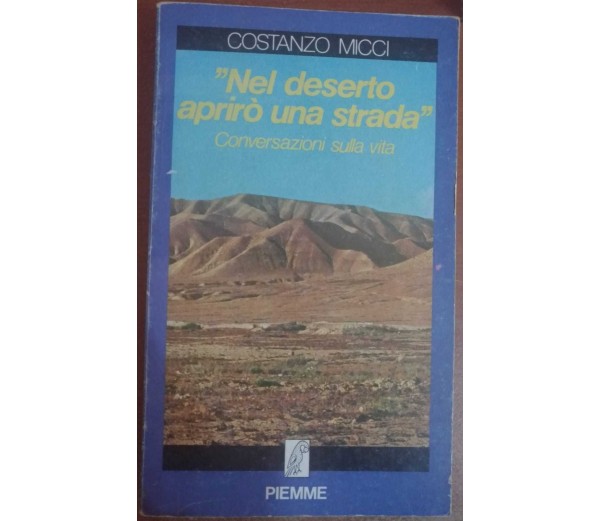 COSTANZO MICCI
"Nel deserto
aprirò una strada"
Conversazioni sulla vita
PIEMME